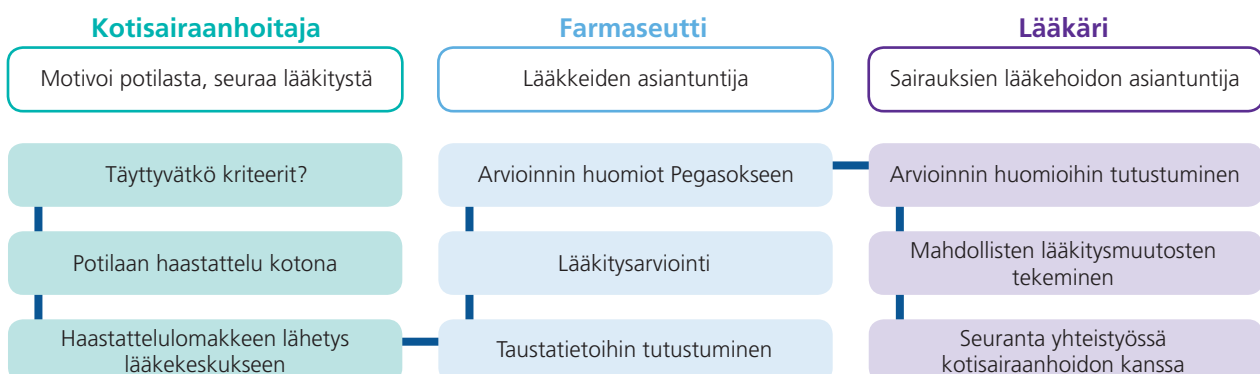 Kotisairaanhoitaja
Motivoi potilasta, seuraa lääkitystä
Täyttyvätkö kriteerit?
Potilaan haastattelu kotona
Haastattelulomakkeen lähetys
lääkekeskukseen
Farmaseutti
Lääkkeiden asiantuntija
Arvioinnin huomiot Pegasokseen
Lääkitysarviointi
Taustatietoihin tutustuminen
Lääkäri
Sairauksien lääkehoidon asiantuntija
Arvioinnin huomioihin tutustuminen
Mahdollisten lääkitysmuutosten
tekeminen
Seuranta yhteistyössä
kotisairaanhoidon kanssa